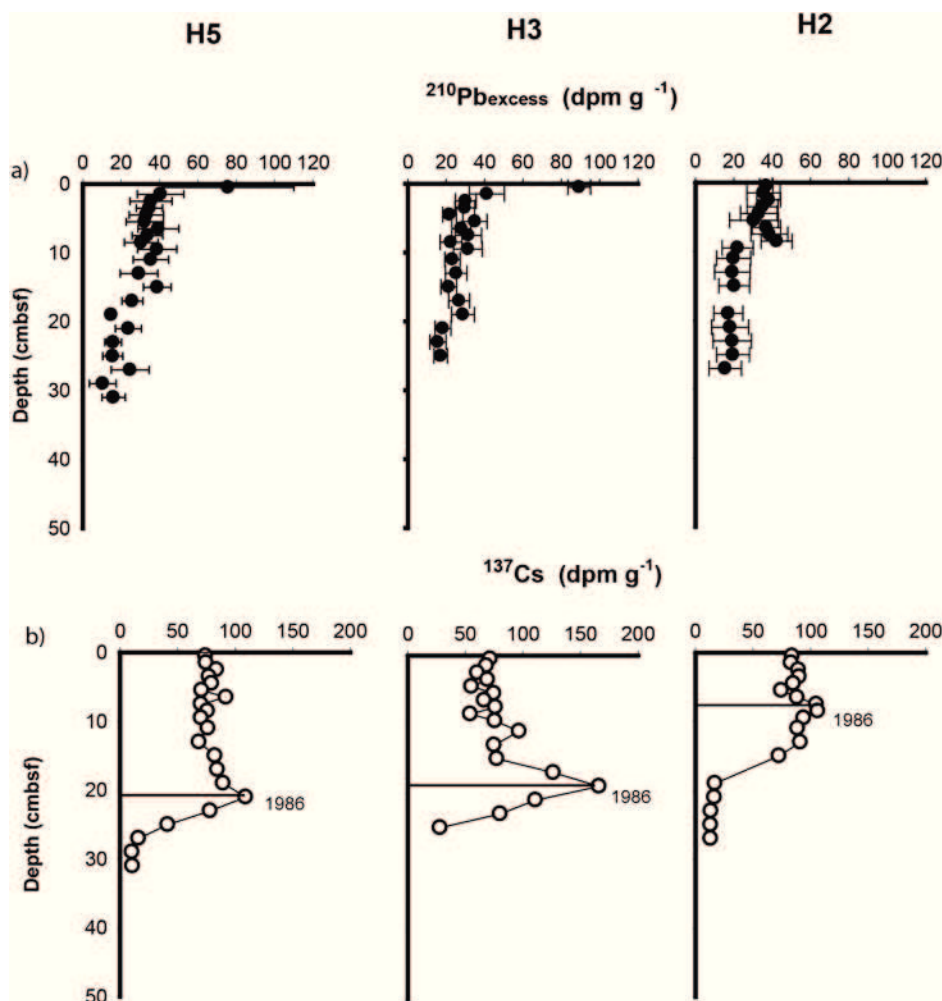 H5 H3 H2
210Pbexcess (dpm g -1)
a) 0 20 40 60 80 100 120 0 20 40 60 80 100 120 0 20 40 60 80 100 120
0
10
20
30
40
50
Depth (cmbsf)
137Cs (dpm g-1)
b) 0 50 100 150 200 0 50 100 150 200 0 50 100 150 200
0
10
20
30
40
50
Depth (cmbsf)
1986 1986 1986